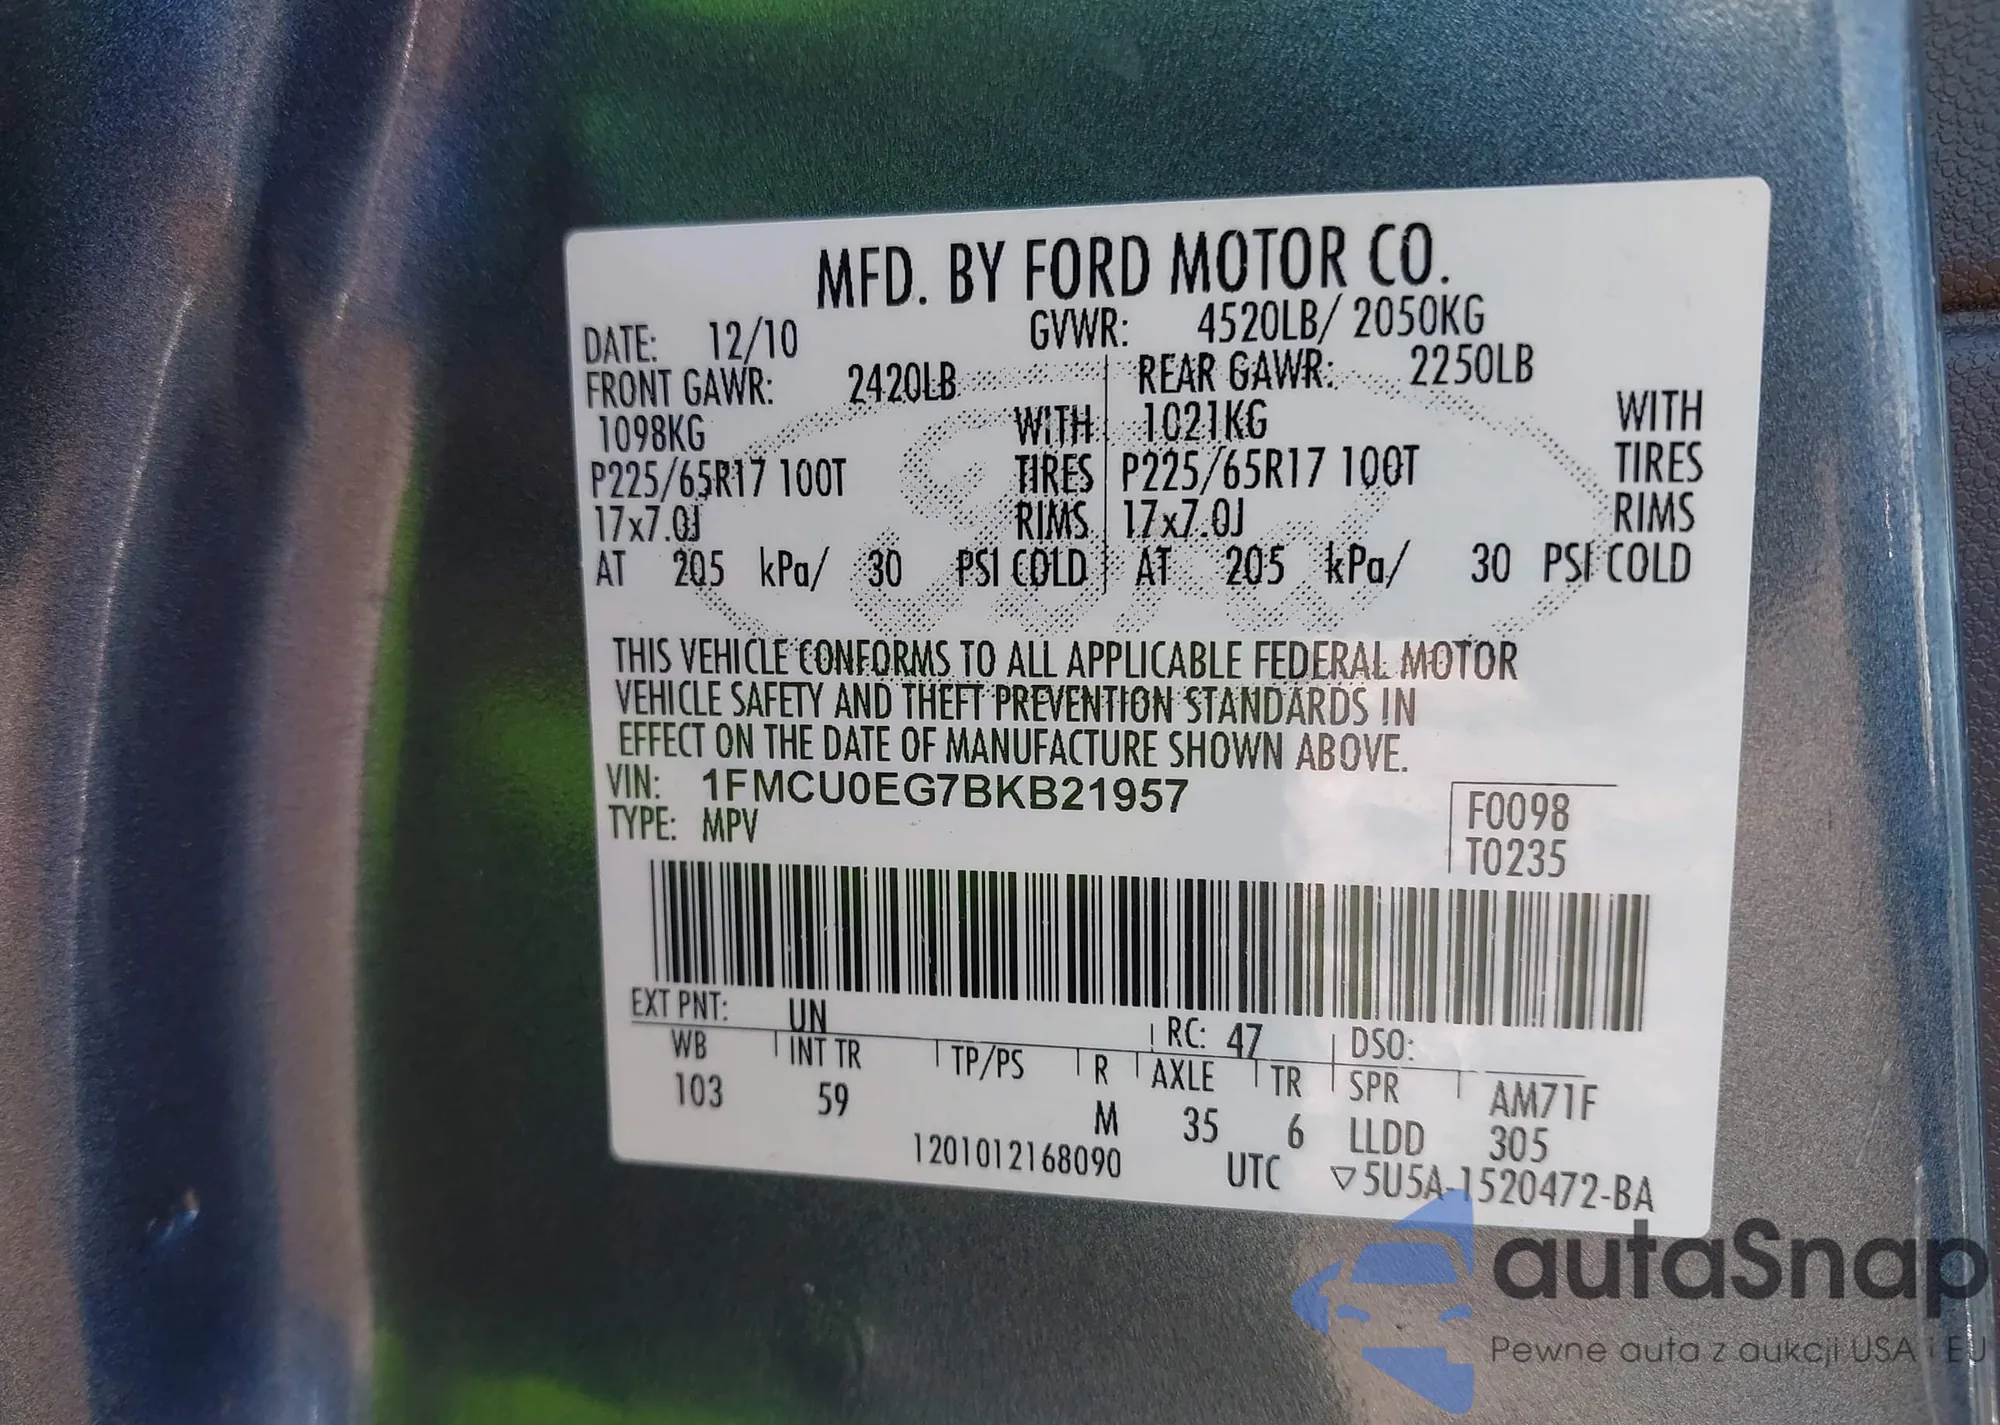 MFD. BY FORD MOTOR CO.
DATE: 12/10 GVWR: 4520LB/ 2050KG
FRONT GAWR: 2420LB REAR GAWR: 2250LB
1098KG WITH 1021KG WITH
P225/65R17 100T TIRES P225/65R17 100T TIRES
17x7.0J RIMS 17x7.0J RIMS
AT 205 kPa/ 30 PSI COLD AT 205 kPa/ 30 PSI COLD
THIS VEHICLE CONFORMS TO ALL APPLICABLE FEDERAL MOTOR
VEHICLE SAFETY AND THEFT PREVENTION STANDARDS IN
EFFECT ON THE DATE OF MANUFACTURE SHOWN ABOVE.
VIN: 1FMCU0EG7BKB21957
TYPE: MPV
F0098
T0235
EXT PNT: UN RC: 47 DSO:
WB INT TR TP/PS R AXLE TR SPR AM71F
103 59 M 35 6 LLDD 305
1201012168090 UTC ▽5U5A-1520472-BA
autaSnap
Pewne auta z aukcji USA i EU